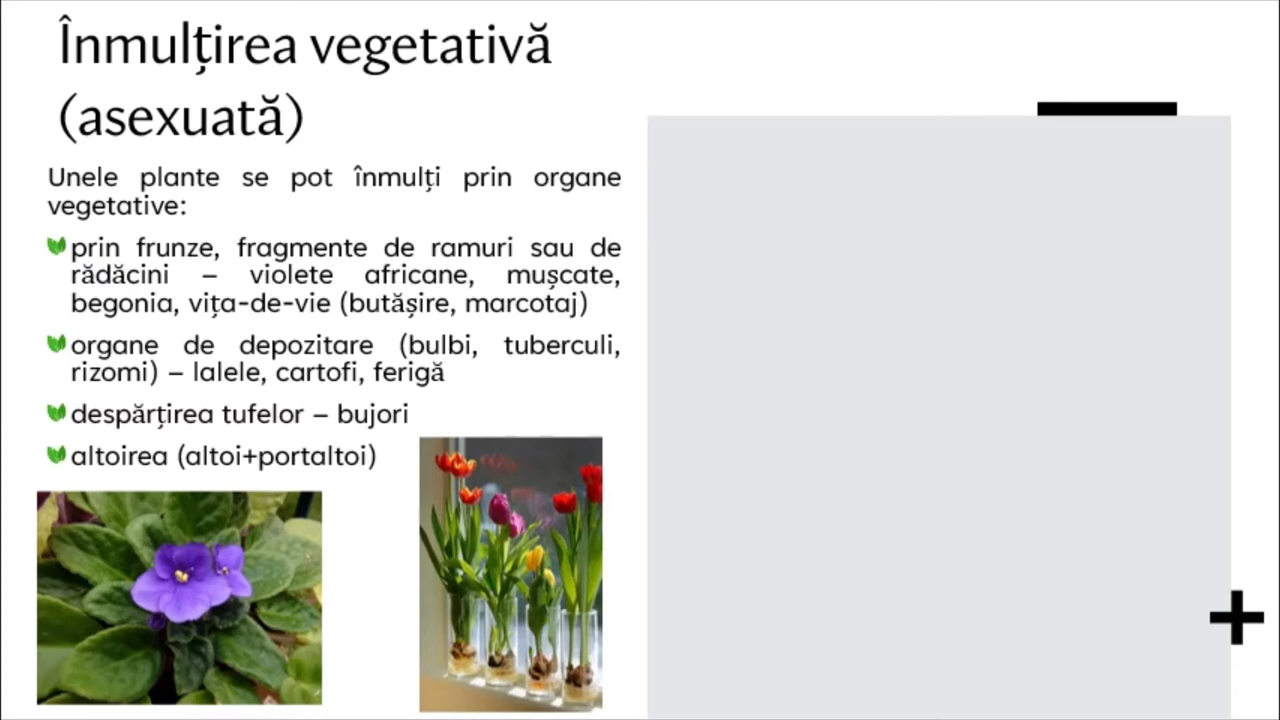 Înmulțirea vegetativă
(asexuată)
Unele plante se pot înmulți prin organe
vegetative:
prin frunze, fragmente de ramuri sau de
rădăcini – violete africane, mușcate,
begonia, vița-de-vie (butășire, marcotaj)
organe de depozitare (bulbi, tuberculi,
rizomi) – lalele, cartofi, ferigă
despărțirea tufelor – bujori
altoirea (altoi+portaltoi)